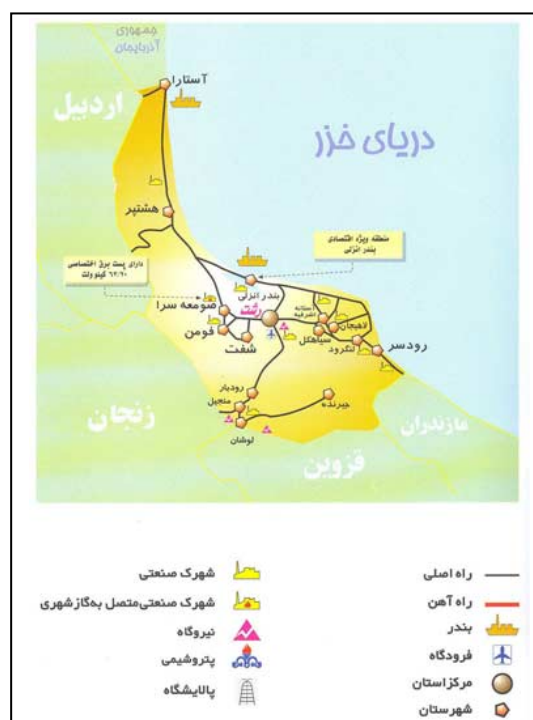 جمهوری
آذربایجان
آستارا
اردبیل
دریای خزر
هشتپر
منطقه ویژه اقتصادی
بندر انزلی
دارای پست برق اختصاصی
۶۳/۲۰ کیلو ولت
بندر انزلی
صومعه سرا
رشت
آستانه
اشرفیه
لاهیجان
فومن
سیاهکل
لنگرود
رودسر
شفت
رودبار
منجیل
جیرنده
لوشان
زنجان
قزوین
مازندران
راه اصلی
راه آهن
بندر
فرودگاه
مرکز استان
شهرستان
شهرک صنعتی
شهرک صنعتی متصل به گاز شهری
نیروگاه
پتروشیمی
پالایشگاه